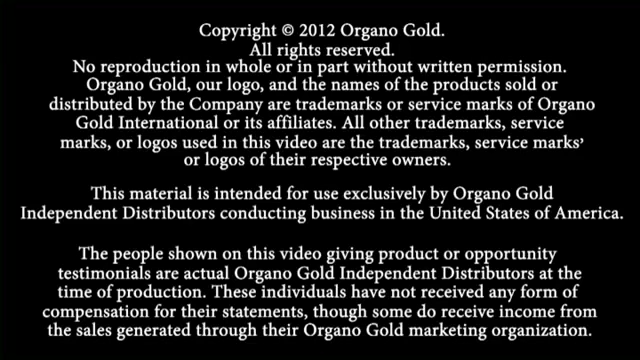 Copyright © 2012 Organo Gold.
All rights reserved.
No reproduction in whole or in part without written permission.
Organo Gold, our logo, and the names of the products sold or
distributed by the Company are trademarks or service marks of Organo
Gold International or its affiliates. All other trademarks, service
marks, or logos used in this video are the trademarks, service marks’
or logos of their respective owners.
This material is intended for use exclusively by Organo Gold
Independent Distributors conducting business in the United States of America.
The people shown on this video giving product or opportunity
testimonials are actual Organo Gold Independent Distributors at the
time of production. These individuals have not received any form of
compensation for their statements, though some do receive income from
the sales generated through their Organo Gold marketing organization.